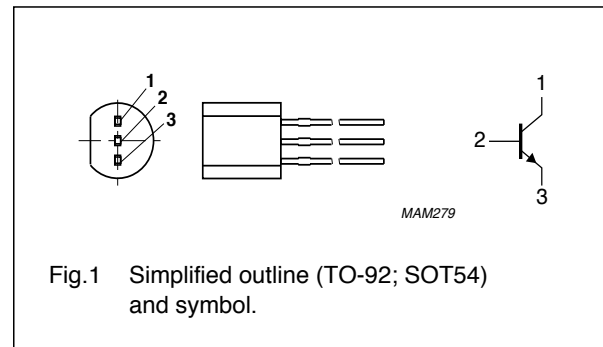 1
2
3
1
2
3
MAM279
Fig.1 Simplified outline (TO-92; SOT54)
and symbol.